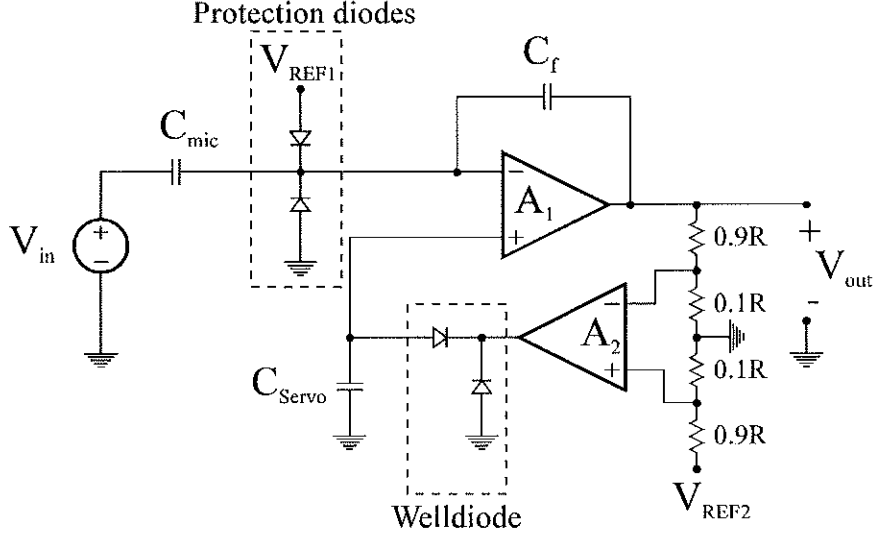 Protection diodes
V_REF1
C_f
C_mic
−
A_1
+
0.9R
V_in
+
−
+
V_out
-
0.1R
−
A_2
+
0.1R
C_Servo
0.9R
V_REF2
Welldiode